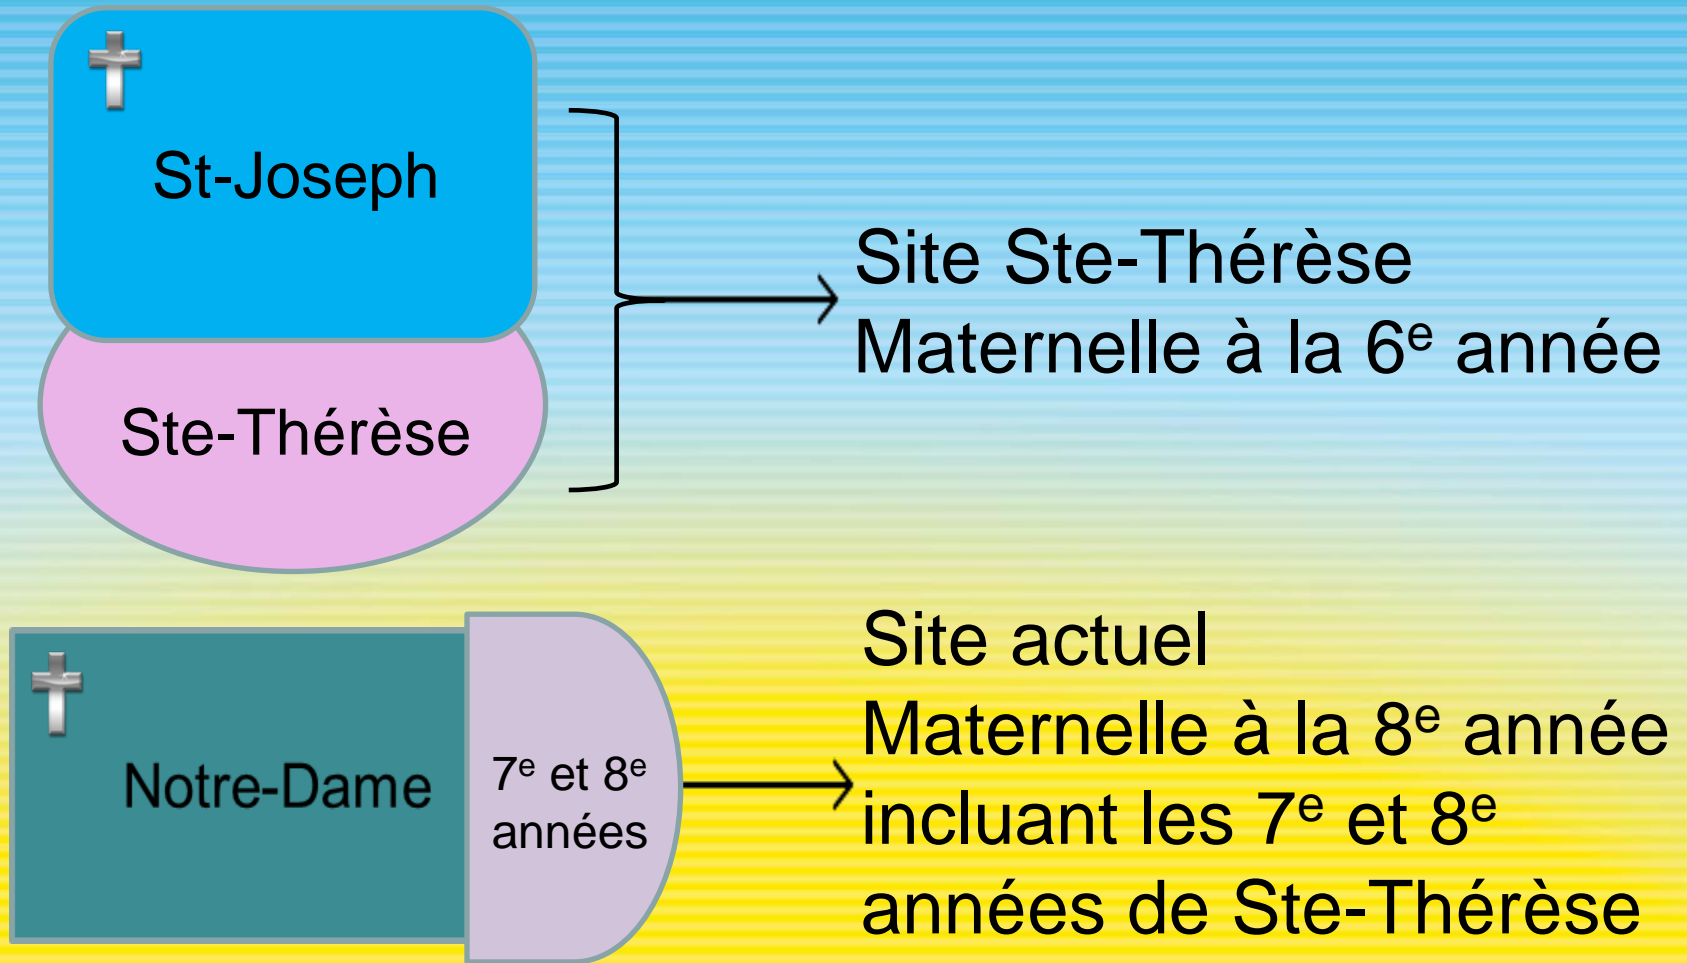 St-Joseph
Ste-Thérèse
Site Ste-Thérèse
Maternelle à la 6ᵉ année
Notre-Dame
7ᵉ et 8ᵉ
années
Site actuel
Maternelle à la 8ᵉ année
incluant les 7ᵉ et 8ᵉ
années de Ste-Thérèse